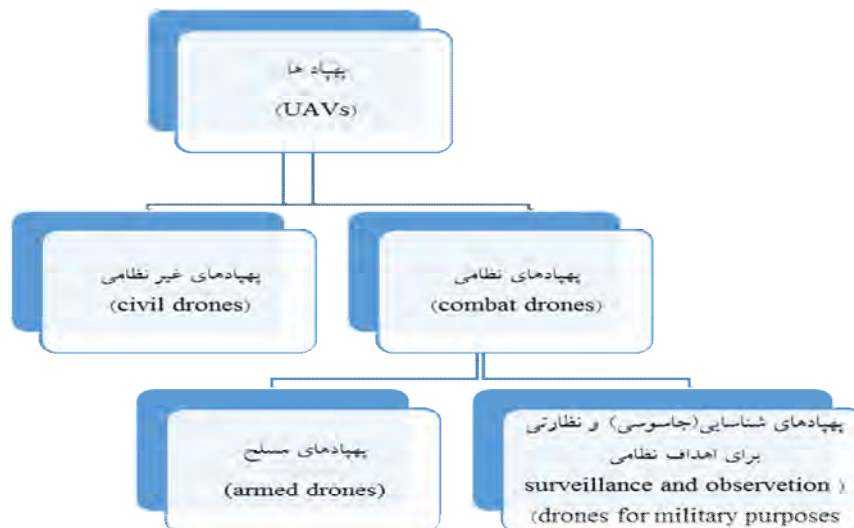 پهپاد ها
(UAVs)
پهپادهای غیر نظامی
(civil drones)
پهپادهای نظامی
(combat drones)
پهپادهای مسلح
(armed drones)
پهپادهای شناسایی(جاسوسی) و نظارتی
برای اهداف نظامی
surveillance and observetion )
(drones for military purposes